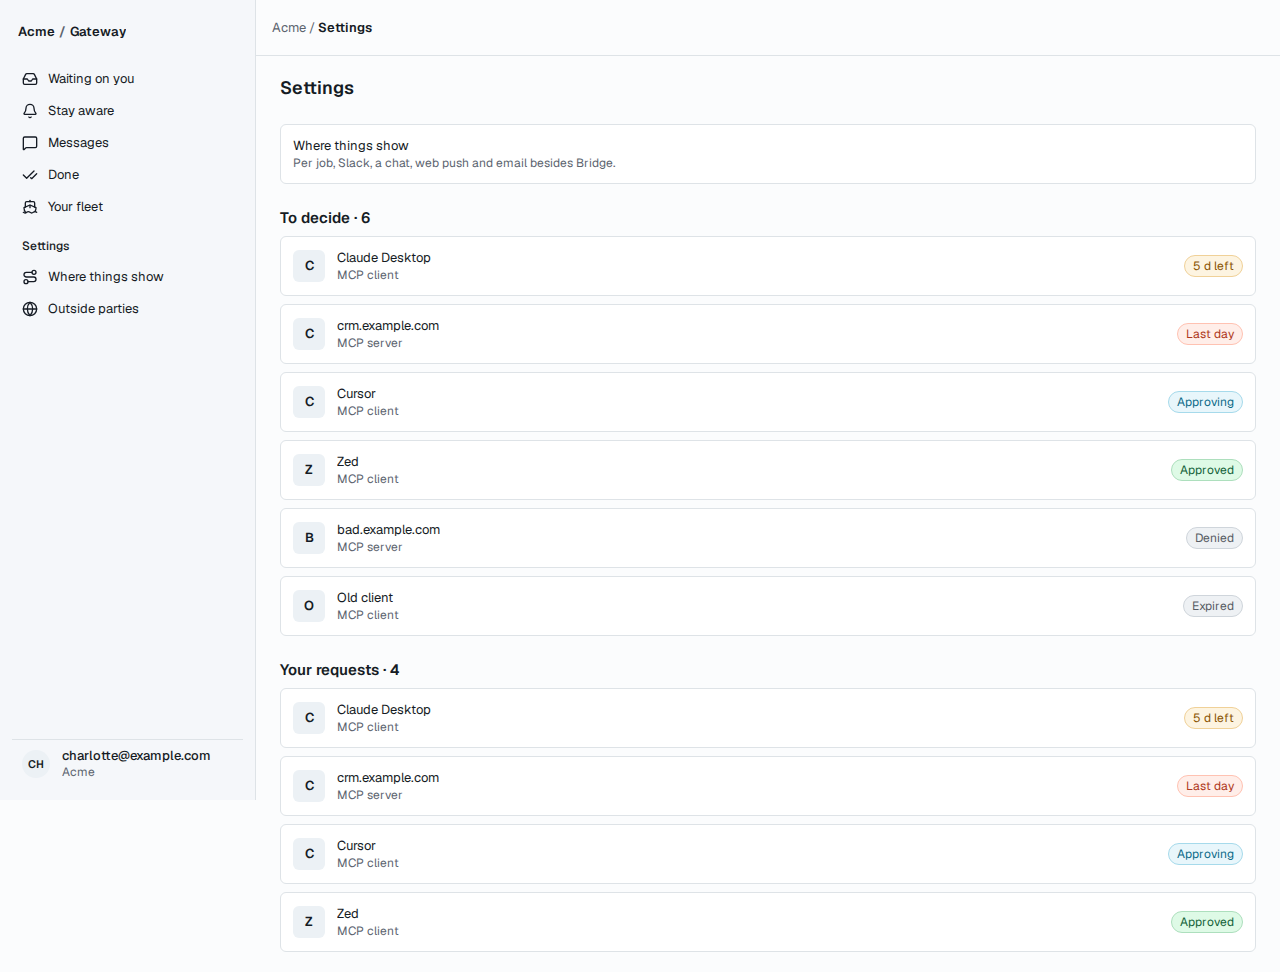 Acme / Gateway
Waiting on you
Stay aware
Messages
Done
Your fleet
Settings
Where things show
Outside parties
CH
charlotte@example.com
Acme
Acme / Settings
Settings
Where things show
Per job, Slack, a chat, web push and email besides Bridge.
To decide · 6
C
Claude Desktop
MCP client
5 d left
C
crm.example.com
MCP server
Last day
C
Cursor
MCP client
Approving
Z
Zed
MCP client
Approved
B
bad.example.com
MCP server
Denied
O
Old client
MCP client
Expired
Your requests · 4
C
Claude Desktop
MCP client
5 d left
C
crm.example.com
MCP server
Last day
C
Cursor
MCP client
Approving
Z
Zed
MCP client
Approved